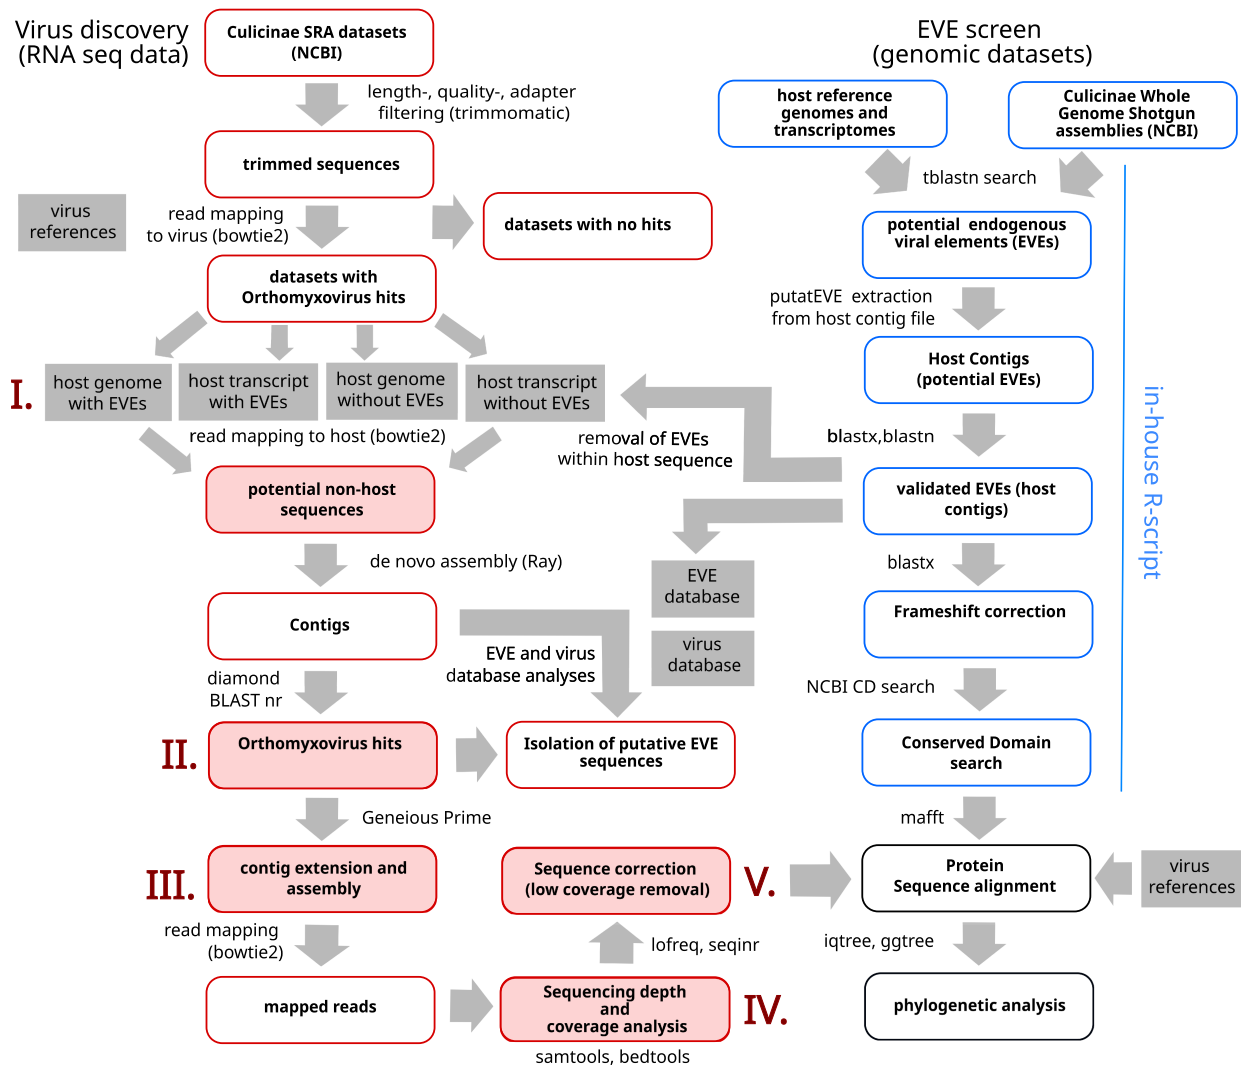 Virus discovery
(RNA seq data)
Culicinae SRA datasets
(NCBI)
length-, quality-, adapter
filtering (trimmomatic)
trimmed sequences
virus
references
read mapping
to virus (bowtie2)
datasets with no hits
datasets with
Orthomyxovirus hits
I.
host genome
with EVEs
host transcript
with EVEs
host genome
without EVEs
host transcript
without EVEs
read mapping to host (bowtie2)
removal of EVEs
within host sequence
potential non-host
sequences
de novo assembly (Ray)
Contigs
EVE and virus
database analyses
diamond
BLAST nr
II.
Orthomyxovirus hits
Isolation of putative EVE
sequences
Geneious Prime
III.
contig extension and
assembly
read mapping
(bowtie2)
mapped reads
Sequencing depth
and
coverage analysis
IV.
samtools, bedtools
lofreq, seqinr
Sequence correction
(low coverage removal)
V.
EVE screen
(genomic datasets)
host reference
genomes and
transcriptomes
Culicinae Whole
Genome Shotgun
assemblies (NCBI)
tblastn search
potential endogenous
viral elements (EVEs)
putatEVE extraction
from host contig file
Host Contigs
(potential EVEs)
blastx,blastn
validated EVEs (host
contigs)
EVE
database
virus
database
blastx
Frameshift correction
NCBI CD search
Conserved Domain
search
in-house R-script
mafft
Protein
Sequence alignment
virus
references
iqtree, ggtree
phylogenetic analysis